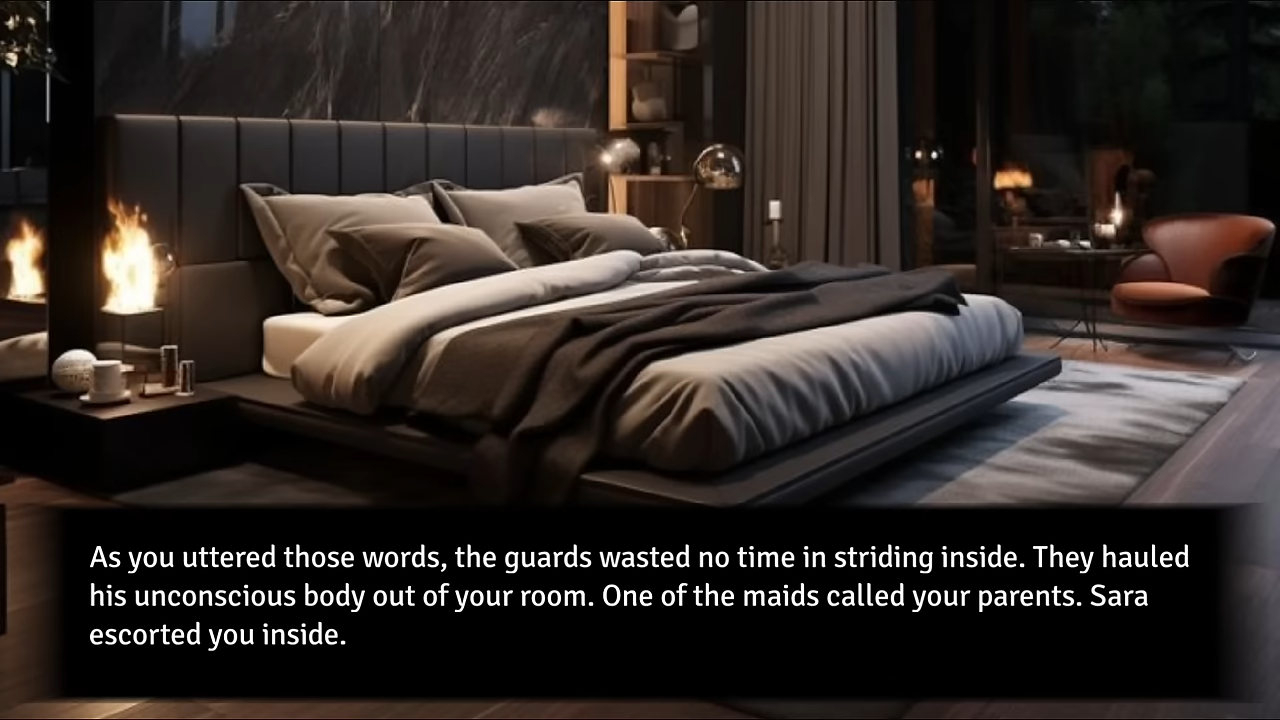 As you uttered those words, the guards wasted no time in striding inside. They hauled
his unconscious body out of your room. One of the maids called your parents. Sara
escorted you inside.